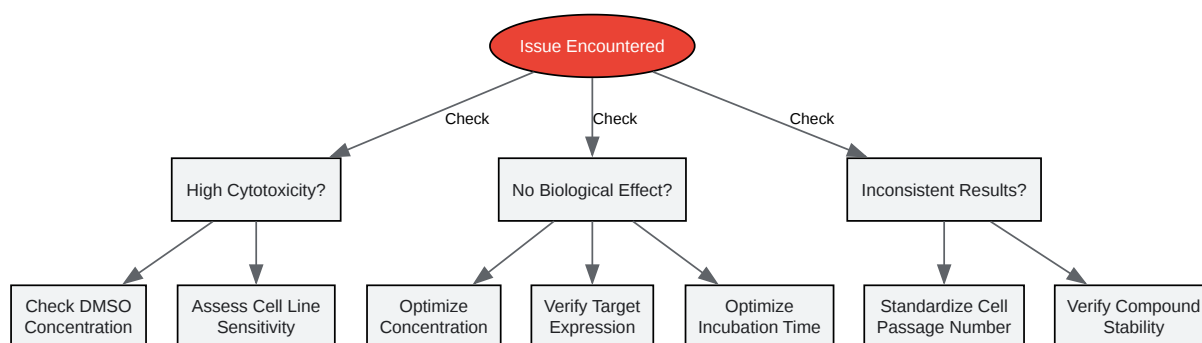 Issue Encountered
Check
Check
Check
High Cytotoxicity?
No Biological Effect?
Inconsistent Results?
Check DMSO
Concentration
Assess Cell Line
Sensitivity
Optimize
Concentration
Verify Target
Expression
Optimize
Incubation Time
Standardize Cell
Passage Number
Verify Compound
Stability